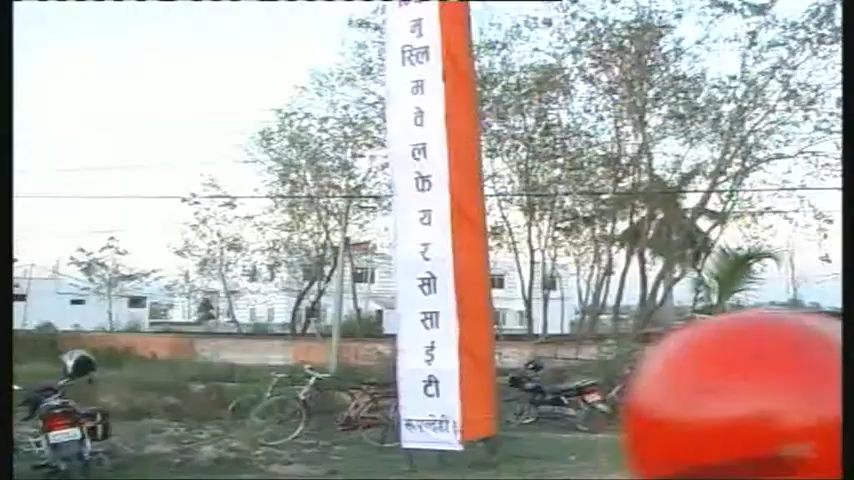 मु
स्लि
म
वे
ल
फे
य
र
सो
सा
ई
टी
रूपन्देही